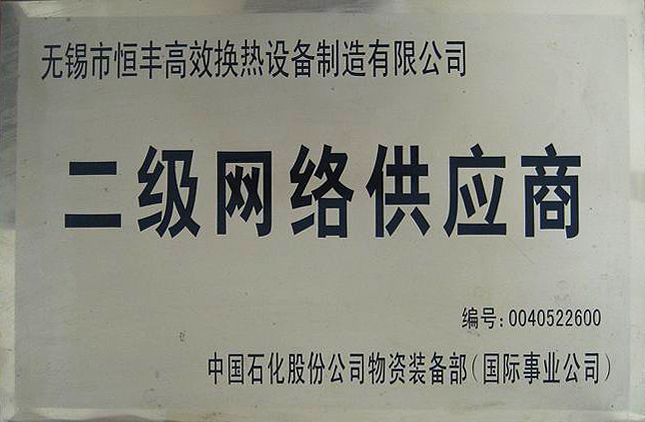 无锡市恒丰高效换热设备制造有限公司
二级网络供应商
编号:0040522600
中国石化股份公司物资装备部(国际事业公司)